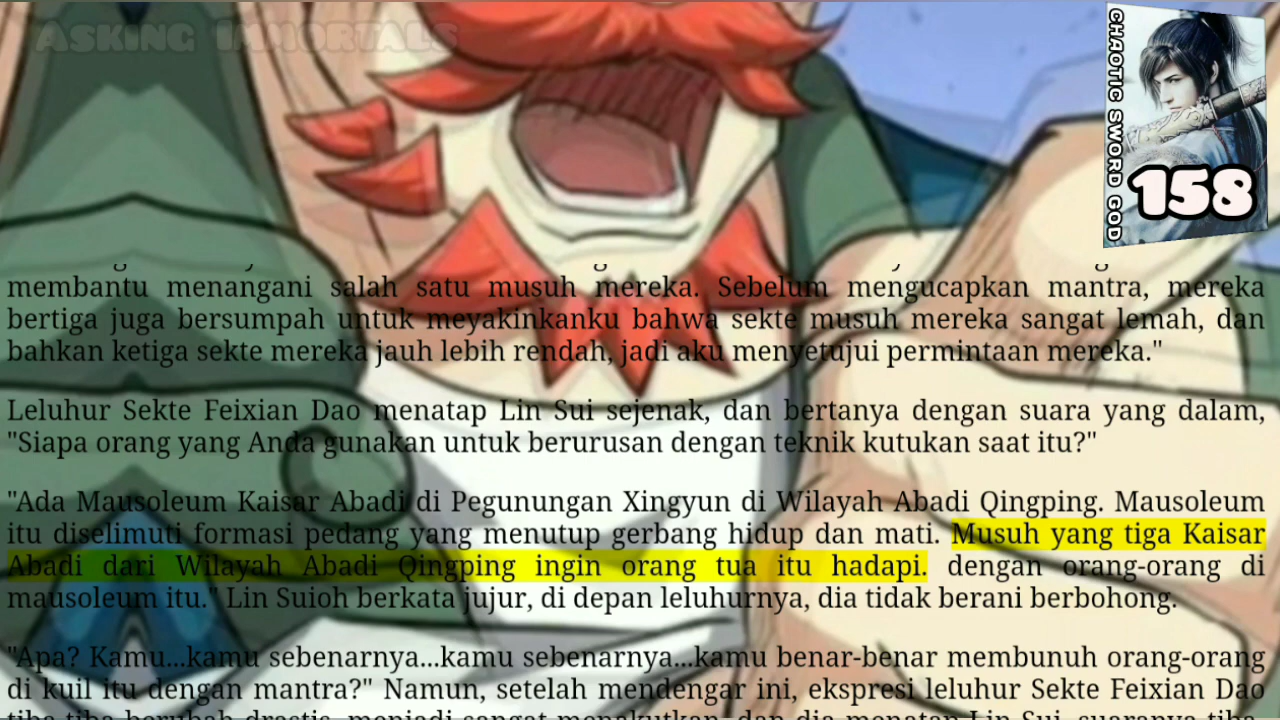 Asking Immortals
CHAOTIC SWORD GOD
158
membantu menangani salah satu musuh mereka. Sebelum mengucapkan mantra, mereka
bertiga juga bersumpah untuk meyakinkanku bahwa sekte musuh mereka sangat lemah, dan
bahkan ketiga sekte mereka jauh lebih rendah, jadi aku menyetujui permintaan mereka."
Leluhur Sekte Feixian Dao menatap Lin Sui sejenak, dan bertanya dengan suara yang dalam,
"Siapa orang yang Anda gunakan untuk berurusan dengan teknik kutukan saat itu?"
"Ada Mausoleum Kaisar Abadi di Pegunungan Xingyun di Wilayah Abadi Qingping. Mausoleum
itu diselimuti formasi pedang yang menutup gerbang hidup dan mati. Musuh yang tiga Kaisar
Abadi dari Wilayah Abadi Qingping ingin orang tua itu hadapi. dengan orang-orang di
mausoleum itu." Lin Suioh berkata jujur, di depan leluhurnya, dia tidak berani berbohong.
"Apa? Kamu...kamu sebenarnya...kamu sebenarnya...kamu benar-benar membunuh orang-orang
di kuil itu dengan mantra?" Namun, setelah mendengar ini, ekspresi leluhur Sekte Feixian Dao